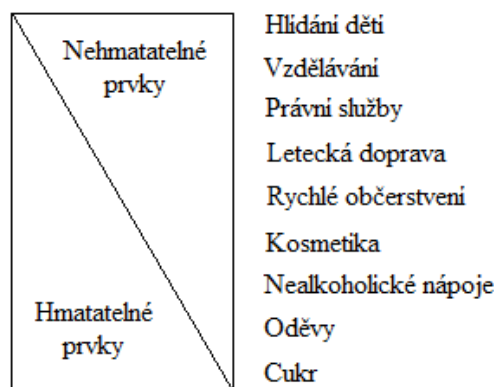 Nehmatatelné
prvky
Hmatatelné
prvky
Hlídání dětí
Vzdělávání
Právní služby
Letecká doprava
Rychlé občerstvení
Kosmetika
Nealkoholické nápoje
Oděvy
Cukr